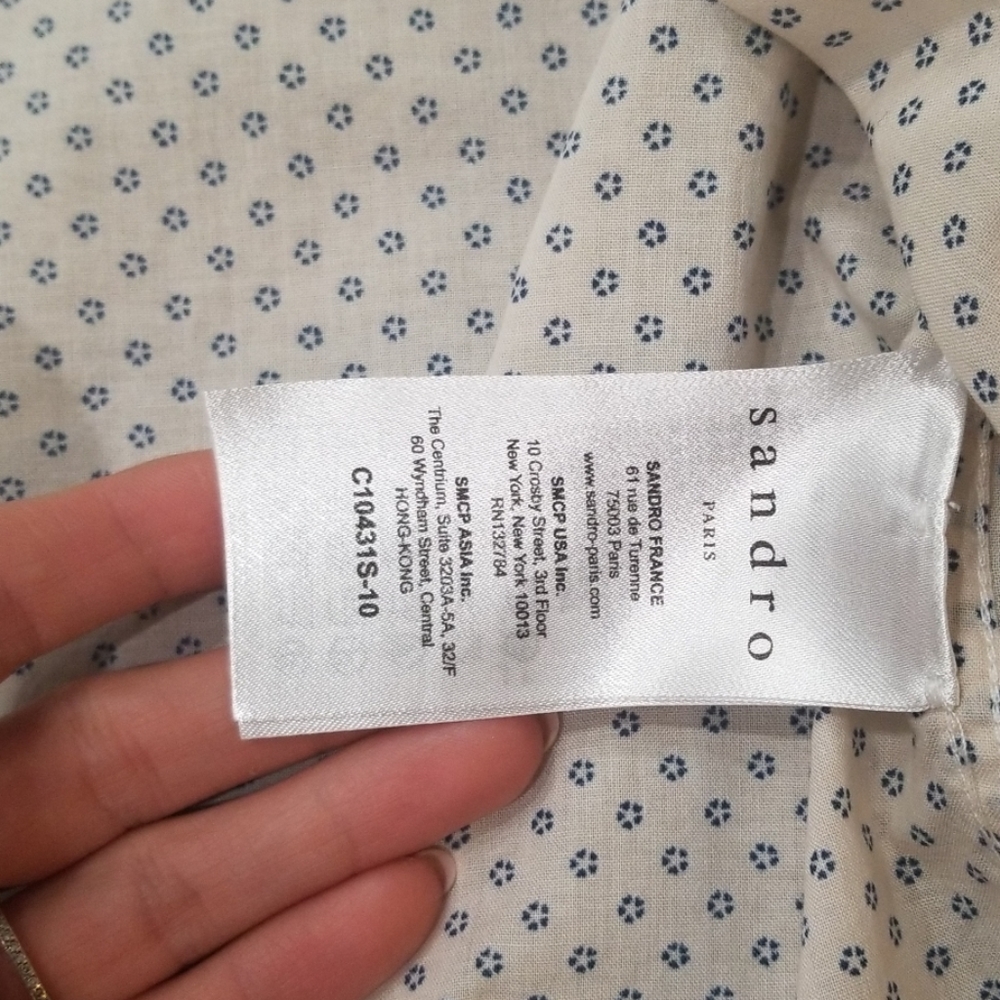 sandro
PARIS
SANDRO FRANCE
61 rue de Turenne
75003 Paris
www.sandro-paris.com
SMCP USA Inc.
10 Crosby Street, 3rd Floor
New York, New York 10013
RN132784
SMCP ASIA Inc.
The Centrium, Suite 3203A-5A, 32/F
60 Wyndham Street, Central
HONG-KONG
C10431S-10